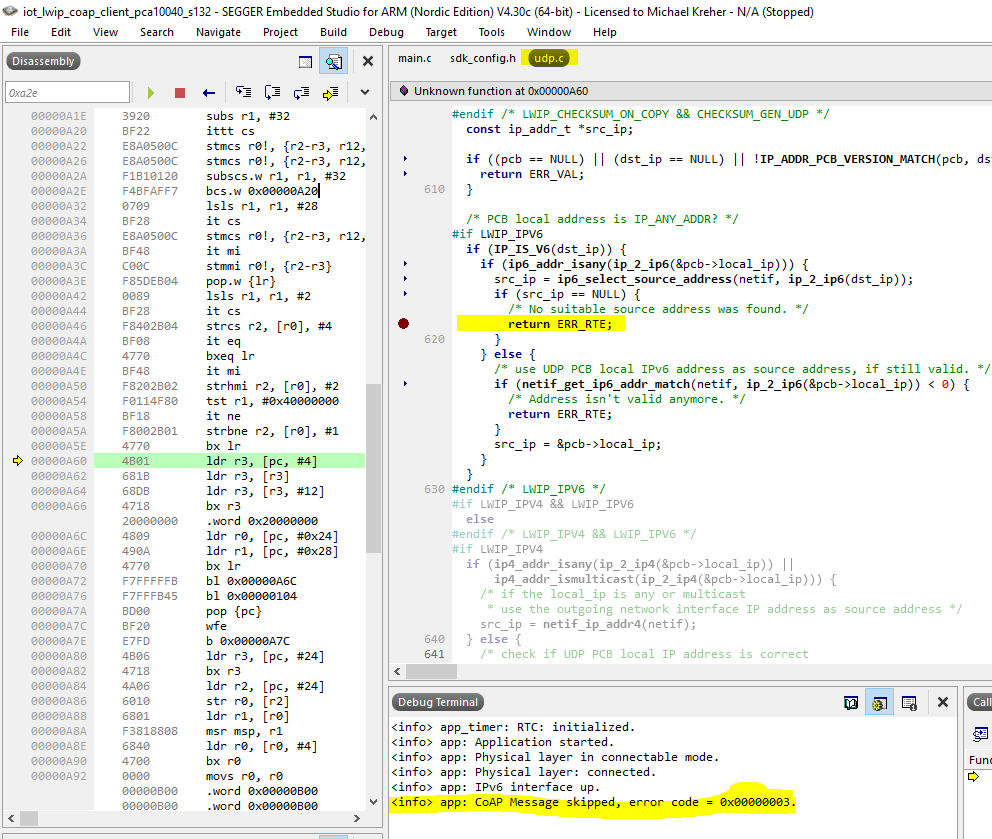 iot_lwip_coap_client_pca10040_s132 - SEGGER Embedded Studio for ARM (Nordic Edition) V4.30c (64-bit) - Licensed to Michael Kreher - N/A (Stopped)
File Edit View Search Navigate Project Build Debug Target Tools Window Help
Disassembly
0xa2e
00000A1E 3920 subs r1, #32
00000A20 BF22 ittt cs
00000A22 E8A0500C stmcs r0!, {r2-r3, r12,
00000A26 E8A0500C stmcs r0!, {r2-r3, r12,
00000A2A F1B10120 subscs.w r1, r1, #32
00000A2E F4BFAFF7 bcs.w 0x00000A20
00000A32 0709 lsls r1, r1, #28
00000A34 BF28 it cs
00000A36 E8A0500C stmcs r0!, {r2-r3, r12,
00000A3A BF48 it mi
00000A3C C00C stmmi r0!, {r2-r3}
00000A3E F85DEB04 pop.w {lr}
00000A42 0089 lsls r1, r1, #2
00000A44 BF28 it cs
00000A46 F8402B04 strcs r2, [r0], #4
00000A4A BF08 it eq
00000A4C 4770 bxeq lr
00000A4E BF48 it mi
00000A50 F8202B02 strhmi r2, [r0], #2
00000A54 F0114F80 tst r1, #0x40000000
00000A58 BF18 it ne
00000A5A F8002B01 strbne r2, [r0], #1
00000A5E 4770 bx lr
00000A60 4B01 ldr r3, [pc, #4]
00000A62 681B ldr r3, [r3]
00000A64 68DB ldr r3, [r3, #12]
00000A66 4718 bx r3
20000000 .word 0x20000000
00000A6C 4809 ldr r0, [pc, #0x24]
00000A6E 490A ldr r1, [pc, #0x28]
00000A70 4770 bx lr
00000A72 F7FFFFFB bl 0x00000A6C
00000A76 F7FFFB45 bl 0x00000104
00000A7A BD00 pop {pc}
00000A7C BF20 wfe
00000A7E E7FD b 0x00000A7C
00000A80 4B06 ldr r3, [pc, #24]
00000A82 4718 bx r3
00000A84 4A06 ldr r2, [pc, #24]
00000A86 6010 str r0, [r2]
00000A88 6801 ldr r1, [r0]
00000A8A F3818808 msr msp, r1
00000A8E 6840 ldr r0, [r0, #4]
00000A90 4700 bx r0
00000A92 0000 movs r0, r0
00000B00 .word 0x00000B00
00000B00 .word 0x00000B00
main.c sdk_config.h udp.c
Unknown function at 0x00000A60
#endif /* LWIP_CHECKSUM_ON_COPY && CHECKSUM_GEN_UDP */
const ip_addr_t *src_ip;
if ((pcb == NULL) || (dst_ip == NULL) || !IP_ADDR_PCB_VERSION_MATCH(pcb, ds
return ERR_VAL;
610 }
/* PCB local address is IP_ANY_ADDR? */
#if LWIP_IPV6
if (IP_IS_V6(dst_ip)) {
if (ip6_addr_isany(ip_2_ip6(&pcb->local_ip))) {
src_ip = ip6_select_source_address(netif, ip_2_ip6(dst_ip));
if (src_ip == NULL) {
/* No suitable source address was found. */
return ERR_RTE;
620 }
} else {
/* use UDP PCB local IPv6 address as source address, if still valid. */
if (netif_get_ip6_addr_match(netif, ip_2_ip6(&pcb->local_ip)) < 0) {
/* Address isn't valid anymore. */
return ERR_RTE;
}
src_ip = &pcb->local_ip;
}
}
630 #endif /* LWIP_IPV6 */
#if LWIP_IPV4 && LWIP_IPV6
else
#endif /* LWIP_IPV4 && LWIP_IPV6 */
#if LWIP_IPV4
if (ip4_addr_isany(ip_2_ip4(&pcb->local_ip)) ||
ip4_addr_ismulticast(ip_2_ip4(&pcb->local_ip))) {
/* if the local_ip is any or multicast
* use the outgoing network interface IP address as source address */
src_ip = netif_ip_addr4(netif);
640 } else {
641 /* check if UDP PCB local IP address is correct
Debug Terminal
<info> app_timer: RTC: initialized.
<info> app: Application started.
<info> app: Physical layer in connectable mode.
<info> app: Physical layer: connected.
<info> app: IPv6 interface up.
<info> app: CoAP Message skipped, error code = 0x00000003.
Call
Func